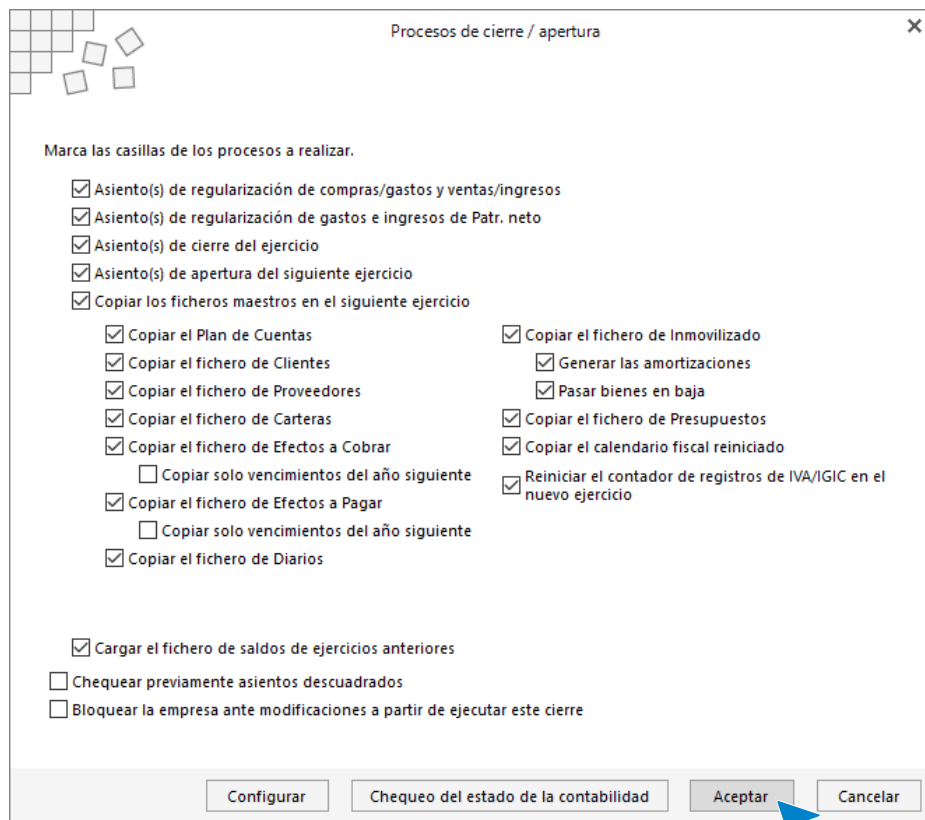 Procesos de cierre / apertura
Marca las casillas de los procesos a realizar.
Asiento(s) de regularización de compras/gastos y ventas/ingresos
Asiento(s) de regularización de gastos e ingresos de Patr. neto
Asiento(s) de cierre del ejercicio
Asiento(s) de apertura del siguiente ejercicio
Copiar los ficheros maestros en el siguiente ejercicio
Copiar el Plan de Cuentas
Copiar el fichero de Clientes
Copiar el fichero de Proveedores
Copiar el fichero de Carteras
Copiar el fichero de Efectos a Cobrar
Copiar solo vencimientos del año siguiente
Copiar el fichero de Efectos a Pagar
Copiar solo vencimientos del año siguiente
Copiar el fichero de Diarios
Copiar el fichero de Inmovilizado
Generar las amortizaciones
Pasar bienes en baja
Copiar el fichero de Presupuestos
Copiar el calendario fiscal reiniciado
Reiniciar el contador de registros de IVA/IGIC en el
nuevo ejercicio
Cargar el fichero de saldos de ejercicios anteriores
Chequear previamente asientos descuadrados
Bloquear la empresa ante modificaciones a partir de ejecutar este cierre
Configurar
Chequeo del estado de la contabilidad
Aceptar
Cancelar